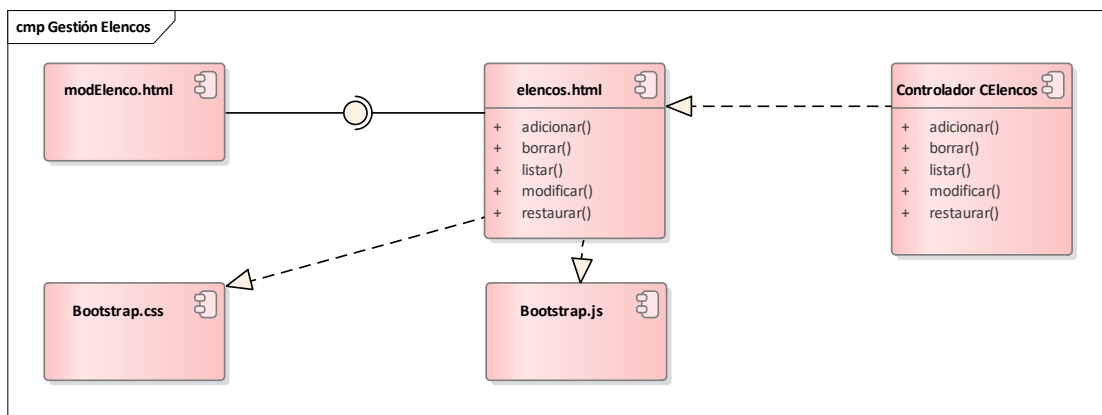 cmp Gestión Elencos
modElenco.html
elencos.html
+ adicionar()
+ borrar()
+ listar()
+ modificar()
+ restaurar()
Controlador CElencos
+ adicionar()
+ borrar()
+ listar()
+ modificar()
+ restaurar()
Bootstrap.css
Bootstrap.js